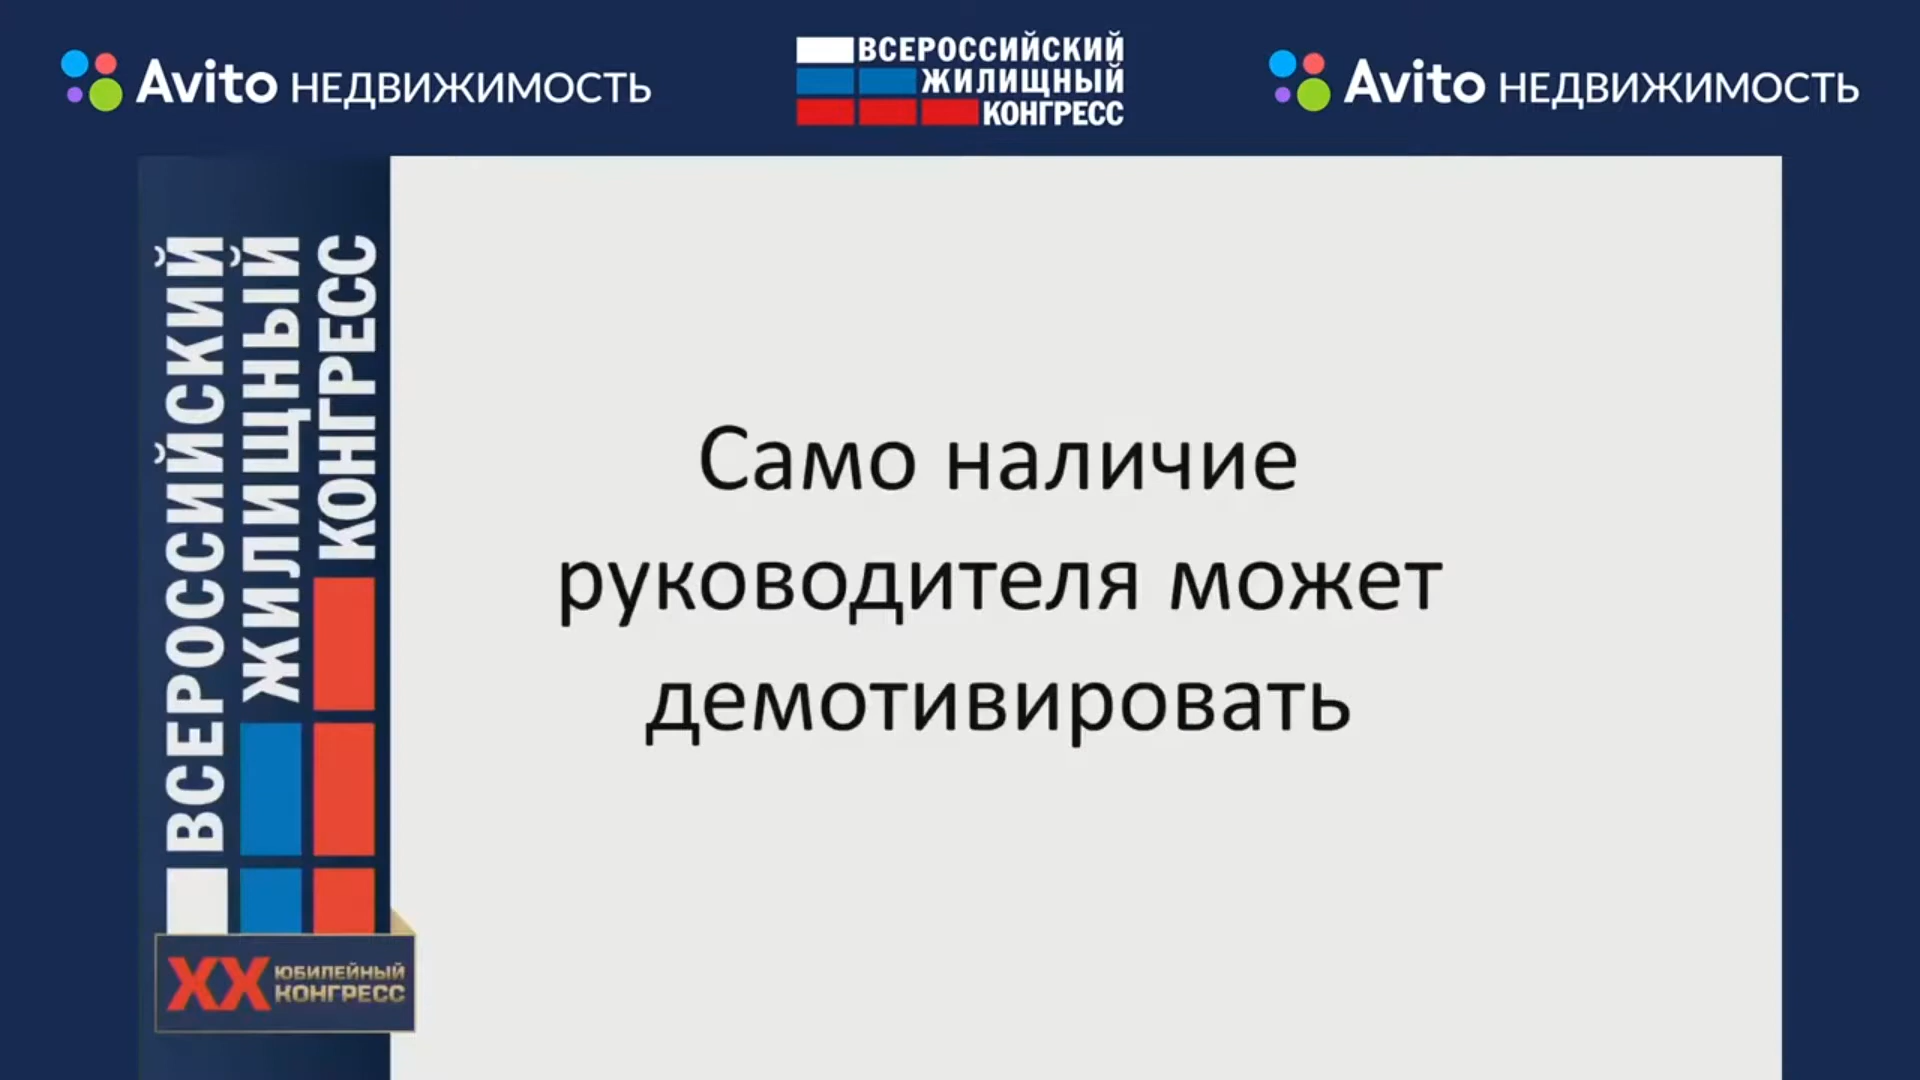 Avito НЕДВИЖИМОСТЬ
ВСЕРОССИЙСКИЙ
ЖИЛИЩНЫЙ
КОНГРЕСС
Avito НЕДВИЖИМОСТЬ
ВСЕРОССИЙСКИЙ
ЖИЛИЩНЫЙ
КОНГРЕСС
Само наличие
руководителя может
демотивировать
XX ЮБИЛЕЙНЫЙ
КОНГРЕСС